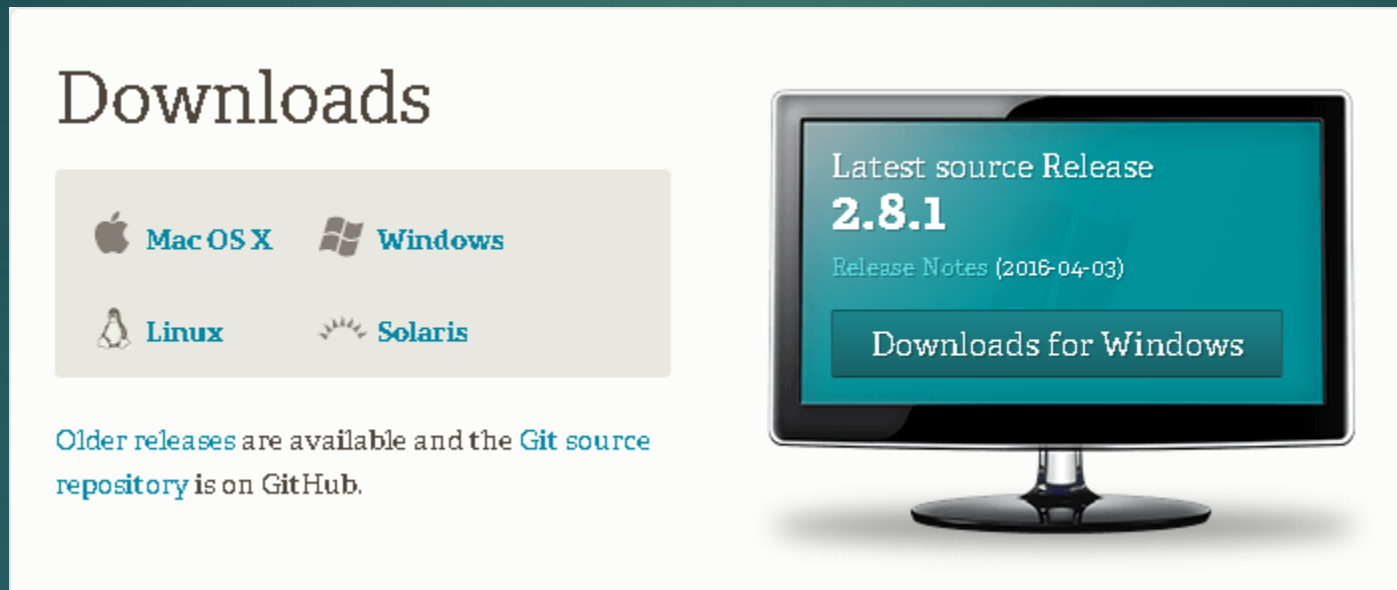 Downloads
Mac OS X
Windows
Linux
Solaris
Older releases are available and the Git source
repository is on GitHub.
Latest source Release
2.8.1
Release Notes (2016-04-03)
Downloads for Windows